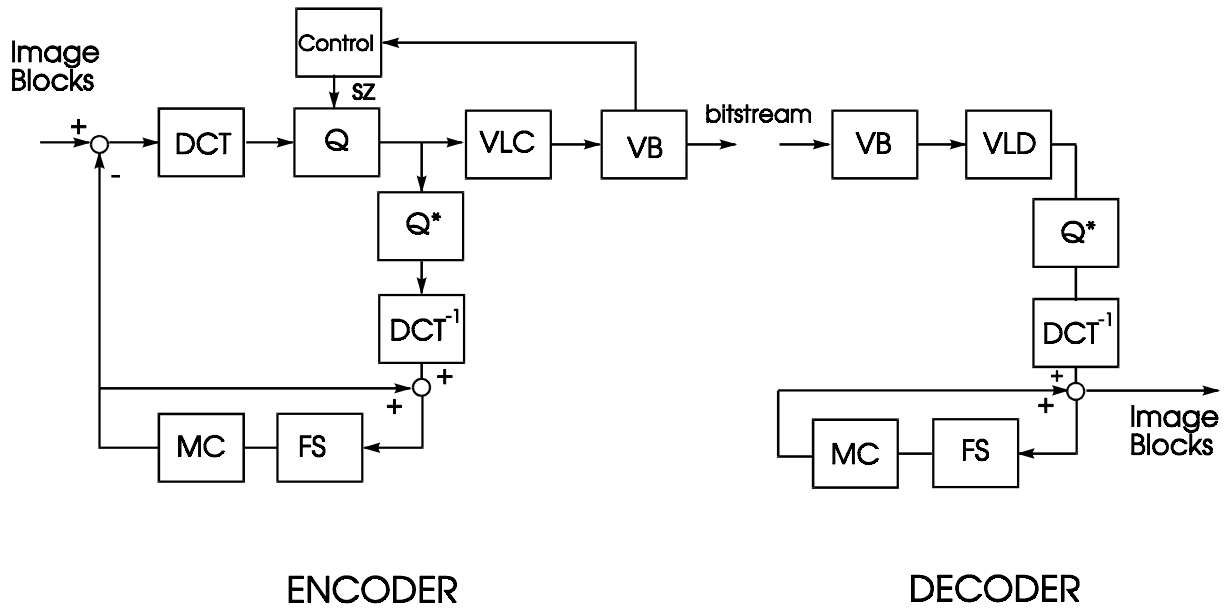 Control
Image
Blocks
sz
bitstream
+
DCT
Q
VLC
VB
VB
VLD
-
Q*
Q*
DCT-1
DCT-1
+
+
+
+
MC
FS
MC
FS
Image
Blocks
ENCODER
DECODER